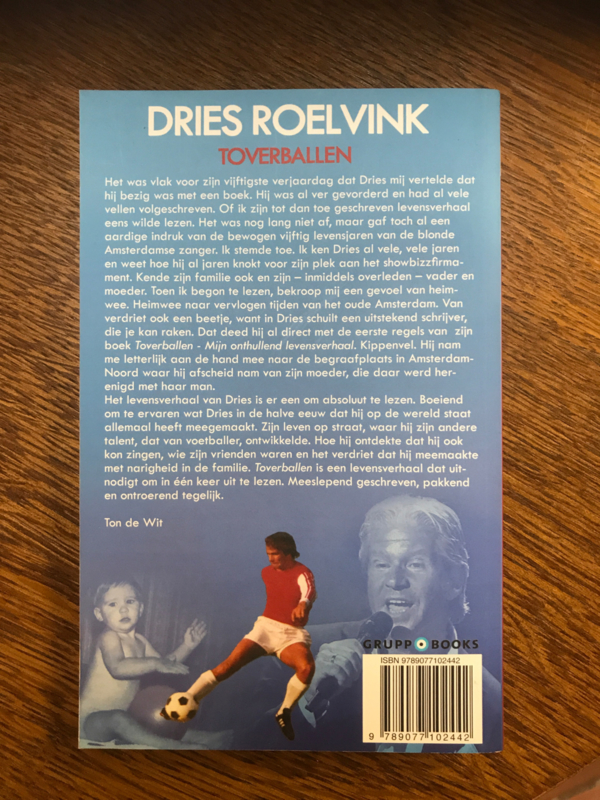 DRIES ROELVINK
TOVERBALLEN
Het was vlak voor zijn vijftigste verjaardag dat Dries mij vertelde dat
hij bezig was met een boek. Hij was al ver gevorderd en had al vele
vellen volgeschreven. Of ik zijn tot dan toe geschreven levensverhaal
eens wilde lezen. Het was nog lang niet af, maar gaf toch al een
aardige indruk van de bewogen vijftig levensjaren van de blonde
Amsterdamse zanger. Ik stemde toe. Ik ken Dries al vele, vele jaren
en weet hoe hij al jaren knokt voor zijn plek aan het showbizzfirma-
ment. Kende zijn familie ook en zijn – inmiddels overleden – vader en
moeder. Toen ik begon te lezen, bekroop mij een gevoel van heim-
wee. Heimwee naar vervlogen tijden van het oude Amsterdam. Van
verdriet ook een beetje, want in Dries schuilt een uitstekend schrijver,
die je kan raken. Dat deed hij al direct met de eerste regels van zijn
boek Toverballen - Mijn onthullend levensverhaal. Kippenvel. Hij nam
me letterlijk aan de hand mee naar de begraafplaats in Amsterdam-
Noord waar hij afscheid nam van zijn moeder, die daar werd her-
enigd met haar man.
Het levensverhaal van Dries is er een om absoluut te lezen. Boeiend
om te ervaren wat Dries in de halve eeuw dat hij op de wereld staat
allemaal heeft meegemaakt. Zijn leven op straat, waar hij zijn andere
talent, dat van voetballer, ontwikkelde. Hoe hij ontdekte dat hij ook
kon zingen, wie zijn vrienden waren en het verdriet dat hij meemaakte
met narigheid in de familie. Toverballen is een levensverhaal dat uit-
nodigt om in één keer uit te lezen. Meeslepend geschreven, pakkend
en ontroerend tegelijk.
Ton de Wit
GRUPPO BOOKS
ISBN 9789077102442
9 789077 102442